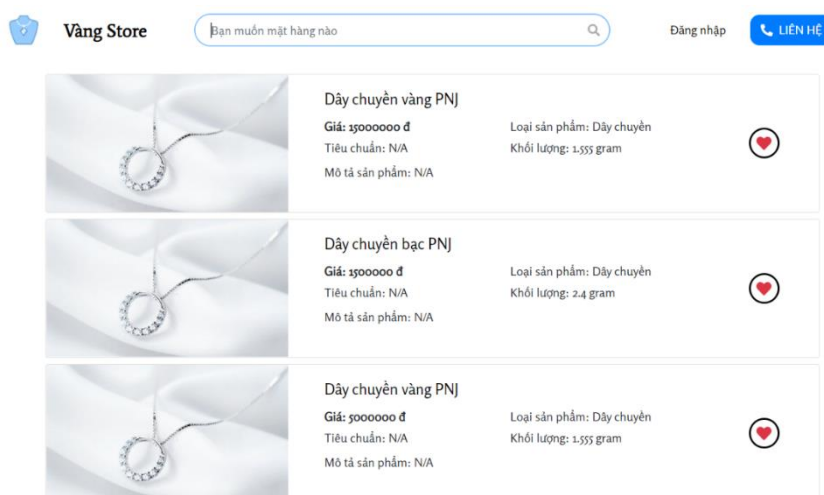 Vàng Store
Bạn muốn mặt hàng nào
Đăng nhập
LIÊN HỆ
Dây chuyền vàng PNJ
Giá: 15000000 đ
Loại sản phẩm: Dây chuyền
Tiêu chuẩn: N/A
Khối lượng: 1.555 gram
Mô tả sản phẩm: N/A
Dây chuyền bạc PNJ
Giá: 1500000 đ
Loại sản phẩm: Dây chuyền
Tiêu chuẩn: N/A
Khối lượng: 2.4 gram
Mô tả sản phẩm: N/A
Dây chuyền vàng PNJ
Giá: 5000000 đ
Loại sản phẩm: Dây chuyền
Tiêu chuẩn: N/A
Khối lượng: 1.555 gram
Mô tả sản phẩm: N/A